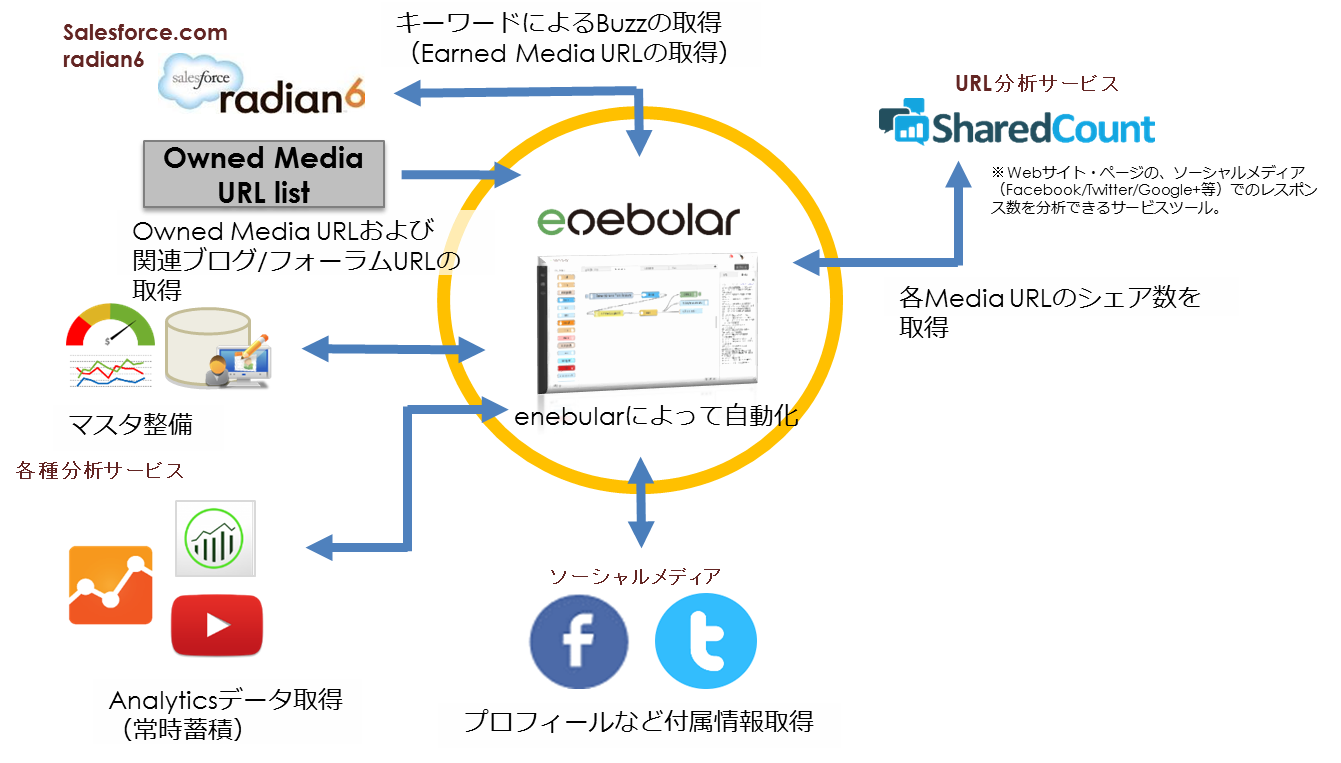 Salesforce.com
radian6
salesforce
radian6
キーワードによるBuzzの取得
（Earned Media URLの取得）
URL分析サービス
SharedCount
※ Webサイト・ページの、ソーシャルメディア
（Facebook/Twitter/Google+等）でのレスポン
ス数を分析できるサービスツール。
Owned Media
URL list
Owned Media URLおよび
関連ブログ/フォーラムURLの
取得
enebular
各Media URLのシェア数を
取得
$
マスタ整備
enebularによって自動化
各種分析サービス
ソーシャルメディア
f
t
Analyticsデータ取得
（常時蓄積）
プロフィールなど付属情報取得